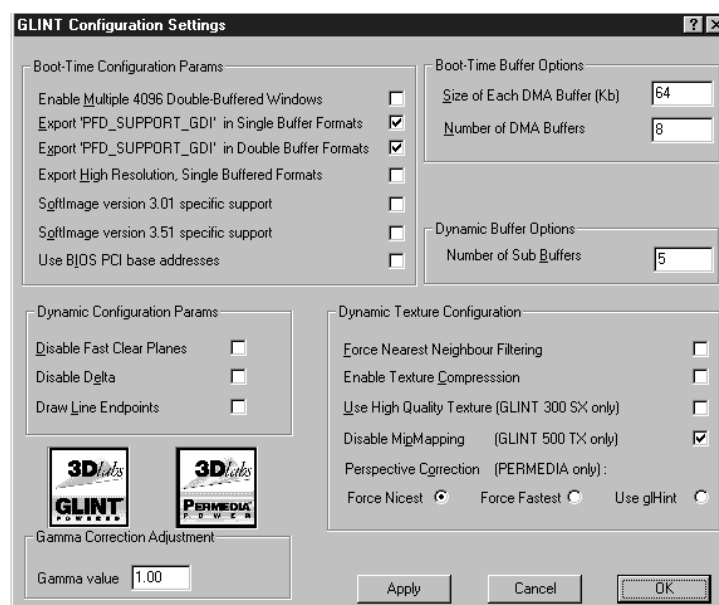 GLINT Configuration Settings
Boot-Time Configuration Params
Enable Multiple 4096 Double-Buffered Windows
Export 'PFD_SUPPORT_GDI' in Single Buffer Formats
Export 'PFD_SUPPORT_GDI' in Double Buffer Formats
Export High Resolution, Single Buffered Formats
SoftImage version 3.01 specific support
SoftImage version 3.51 specific support
Use BIOS PCI base addresses
Boot-Time Buffer Options
Size of Each DMA Buffer (Kb) 64
Number of DMA Buffers 8
Dynamic Buffer Options
Number of Sub Buffers 5
Dynamic Configuration Params
Disable Fast Clear Planes
Disable Delta
Draw Line Endpoints
Dynamic Texture Configuration
Force Nearest Neighbour Filtering
Enable Texture Compresssion
Use High Quality Texture (GLINT 300 SX only)
Disable MipMapping (GLINT 500 TX only)
Perspective Correction (PERMEDIA only) :
Force Nicest Force Fastest Use glHint
3Dlabs
GLINT
POWERED
3Dlabs
PERMEDIA
POWER
Gamma Correction Adjustment
Gamma value 1.00
Apply Cancel OK